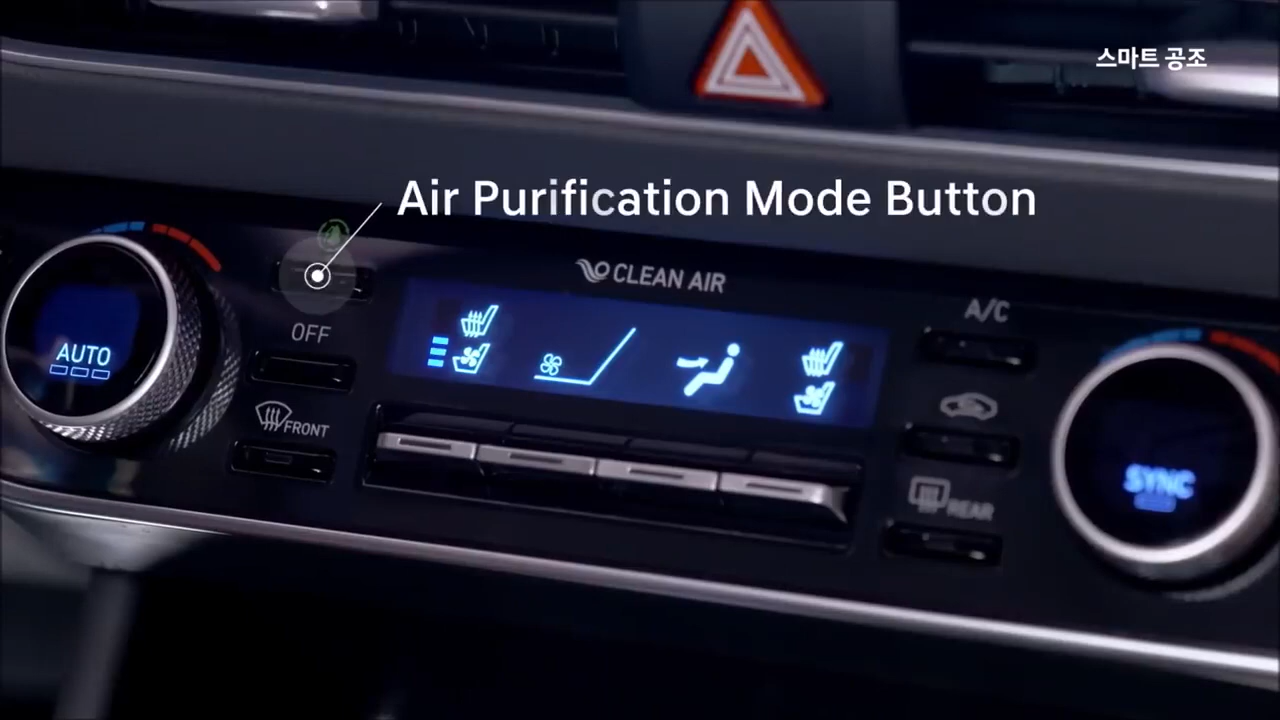 스마트 공조
Air Purification Mode Button
CLEAN AIR
A/C
OFF
AUTO
FRONT
SYNC
REAR